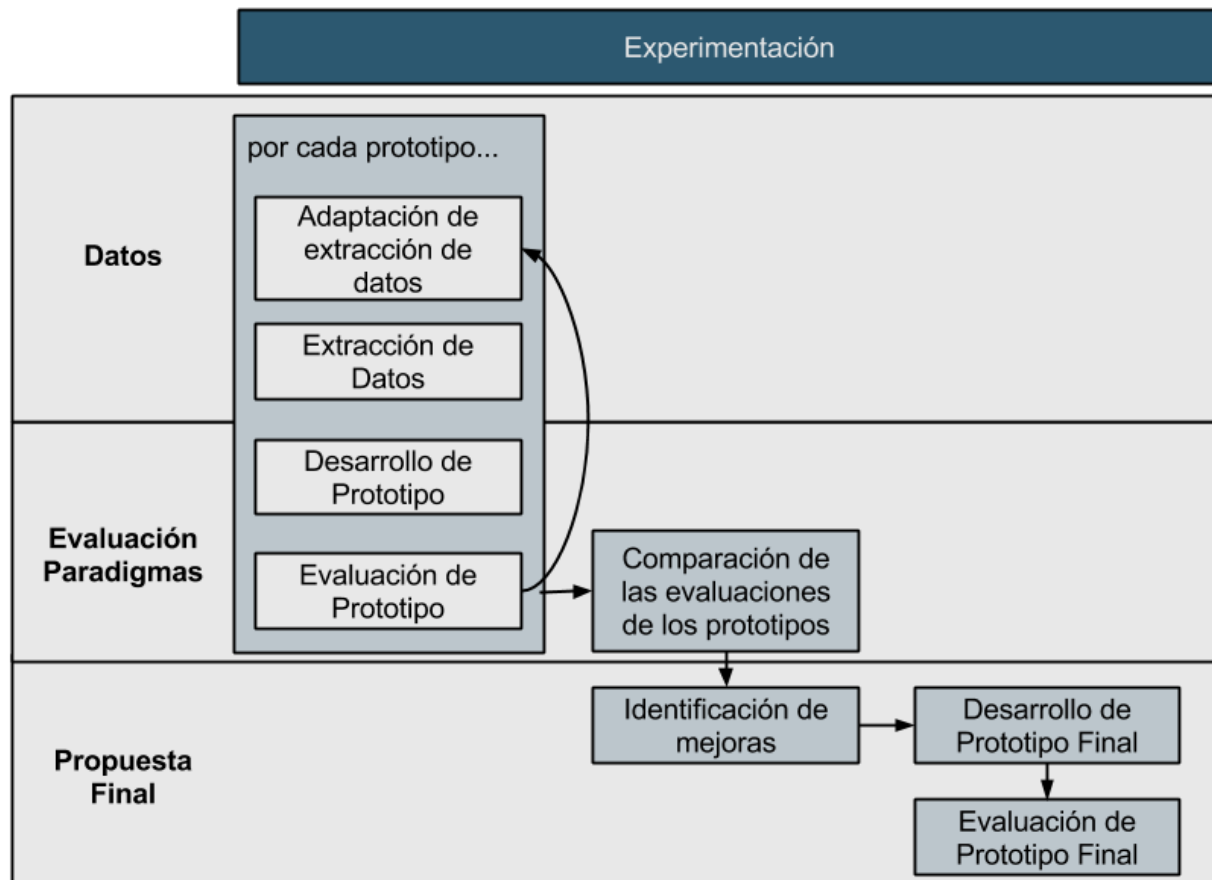 Experimentación
Datos
por cada prototipo...
Adaptación de
extracción de
datos
Extracción de
Datos
Evaluación
Paradigmas
Desarrollo de
Prototipo
Evaluación de
Prototipo
Comparación de
las evaluaciones
de los prototipos
Propuesta
Final
Identificación de
mejoras
Desarrollo de
Prototipo Final
Evaluación de
Prototipo Final